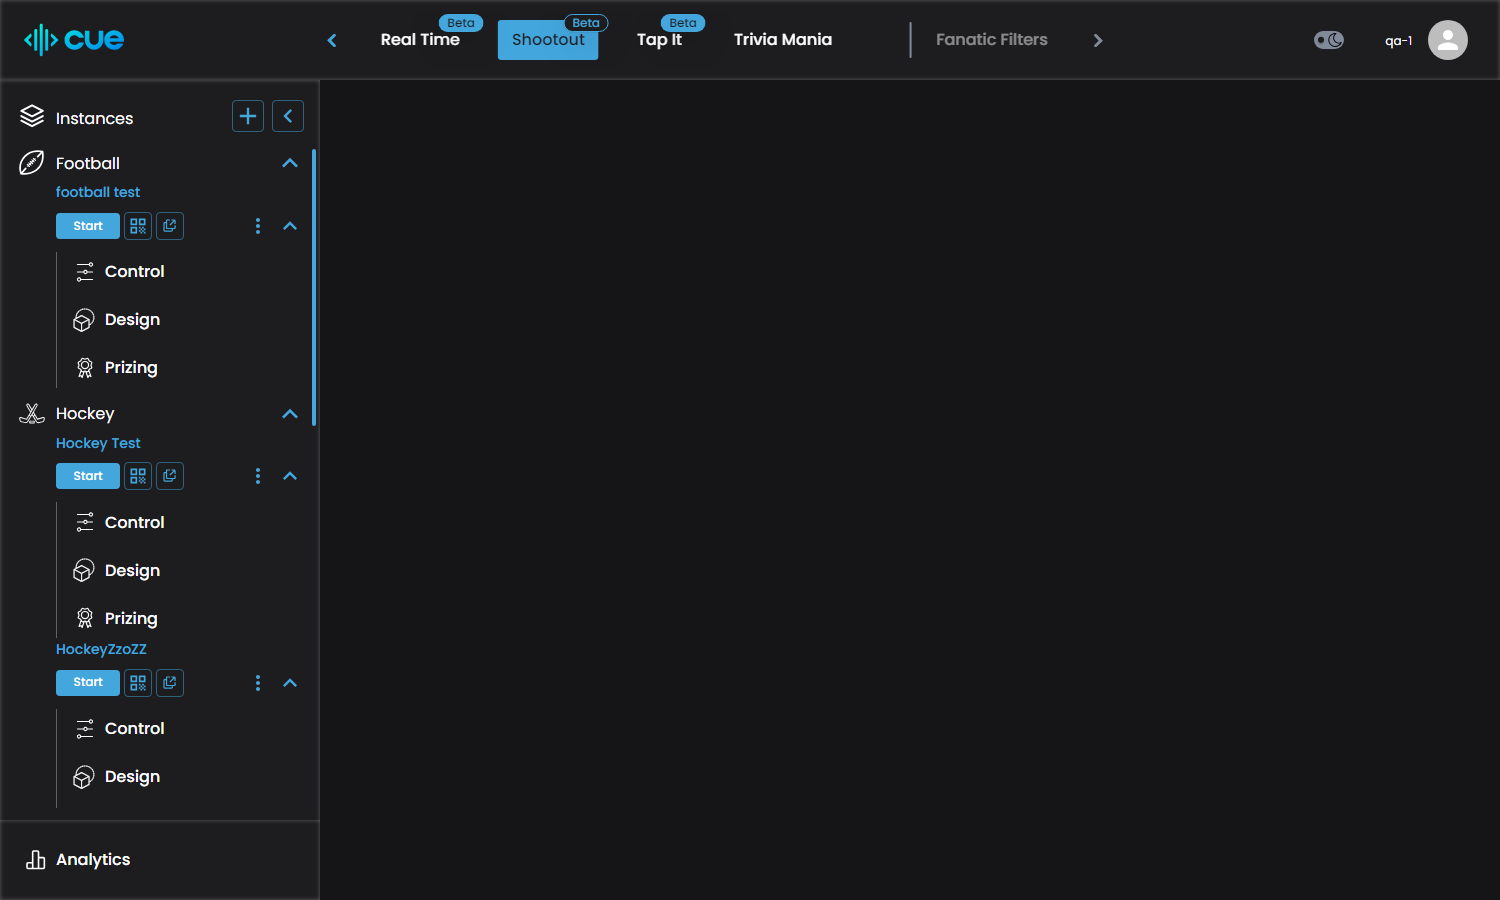 cue
Real Time
Beta
Shootout
Beta
Tap It
Beta
Trivia Mania
Fanatic Filters
qa-1
Instances
Football
football test
Start
Control
Design
Prizing
Hockey
Hockey Test
Start
Control
Design
Prizing
HockeyZzoZZ
Start
Control
Design
Analytics